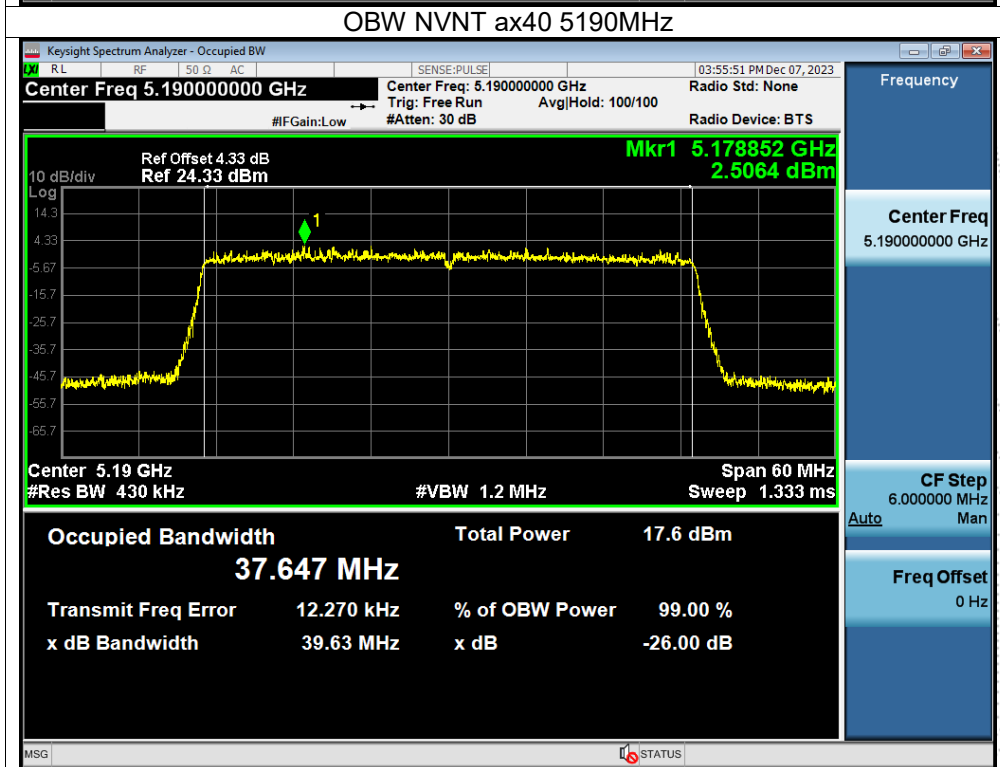 OBW NVNT ax40 5190MHz
Keysight Spectrum Analyzer - Occupied BW
LXI RL RF 50 Ω AC SENSE:PULSE 03:55:51 PM Dec 07, 2023
Center Freq 5.190000000 GHz
Center Freq: 5.190000000 GHz Radio Std: None
Trig: Free Run Avg|Hold: 100/100
#IFGain:Low #Atten: 30 dB Radio Device: BTS
Frequency
Mkr1 5.178852 GHz
2.5064 dBm
Ref Offset 4.33 dB
10 dB/div Ref 24.33 dBm
Log
14.3
4.33
-5.67
-15.7
-25.7
-35.7
-45.7
-55.7
-65.7
1
Center 5.19 GHz Span 60 MHz
#Res BW 430 kHz #VBW 1.2 MHz Sweep 1.333 ms
Center Freq
5.190000000 GHz
CF Step
6.000000 MHz
Auto Man
Freq Offset
0 Hz
Occupied Bandwidth Total Power 17.6 dBm
37.647 MHz
Transmit Freq Error 12.270 kHz % of OBW Power 99.00 %
x dB Bandwidth 39.63 MHz x dB -26.00 dB
MSG STATUS